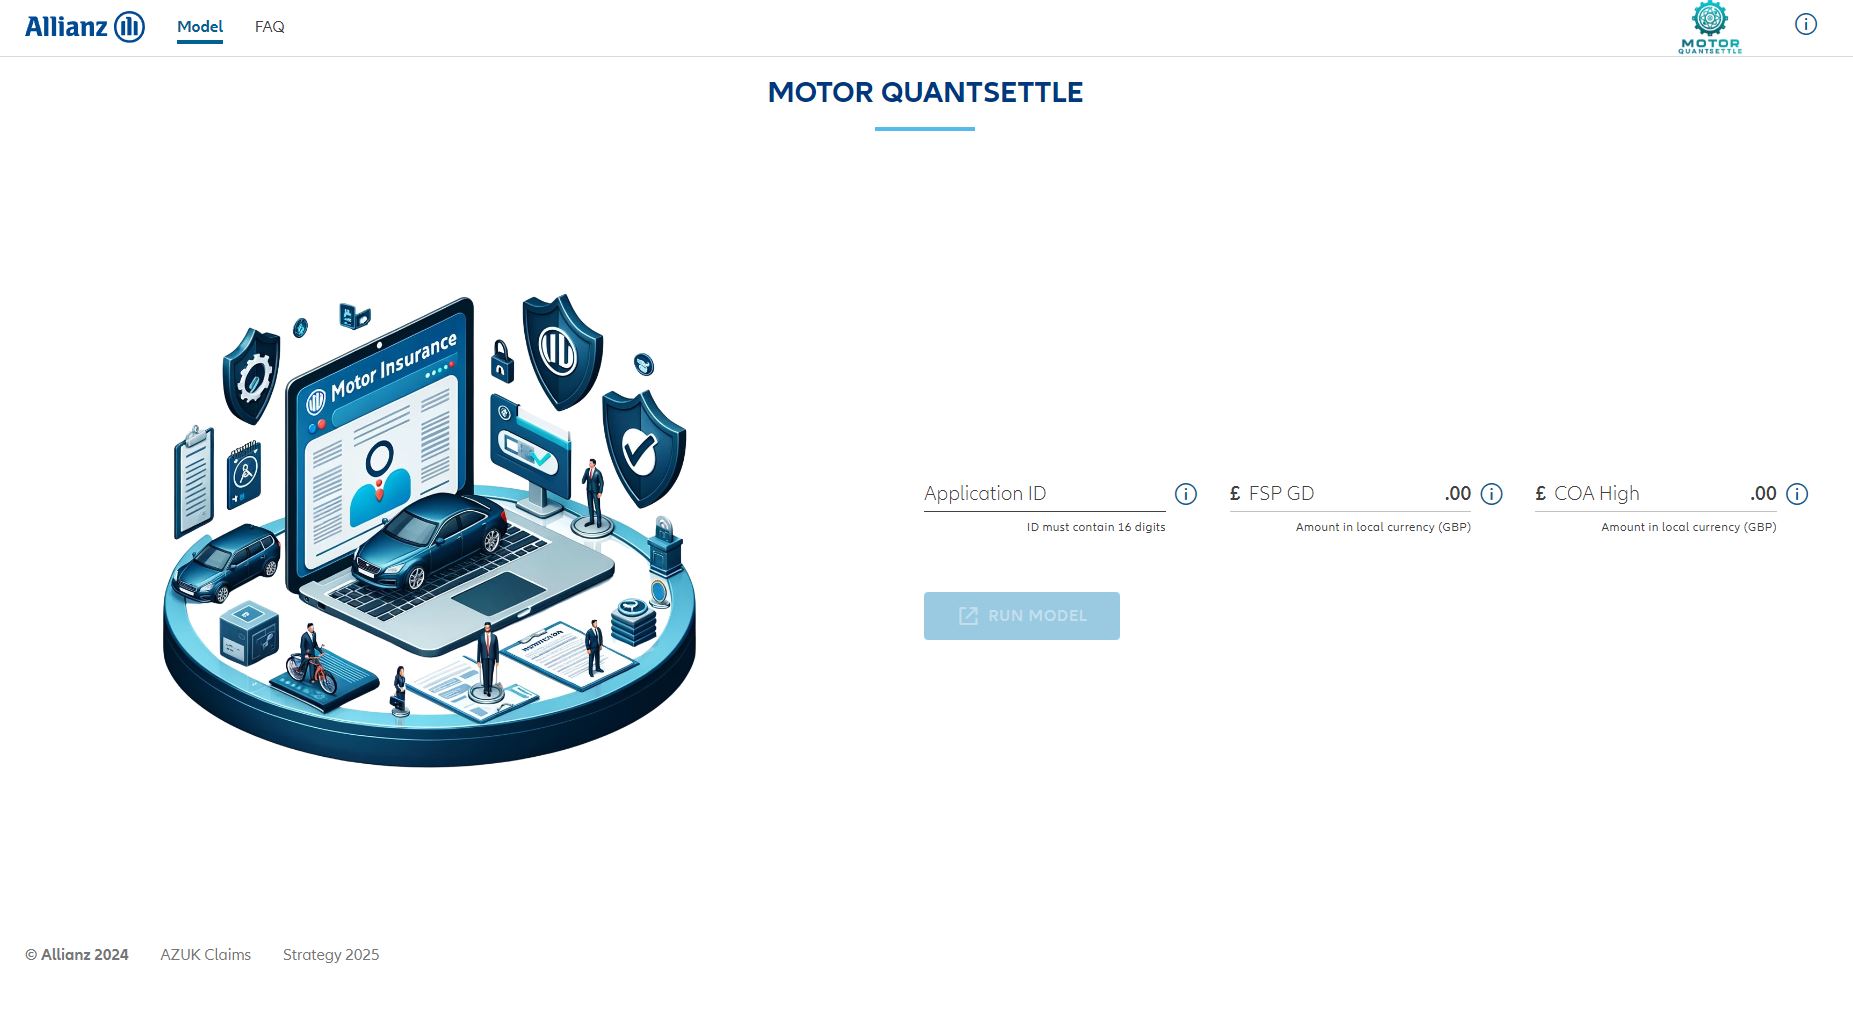 Allianz
Model
FAQ
MOTOR
QUANTSETTLE
MOTOR QUANTSETTLE
Motor Insurance
Application ID
£ FSP GD .00
£ COA High .00
ID must contain 16 digits
Amount in local currency (GBP)
Amount in local currency (GBP)
RUN MODEL
© Allianz 2024
AZUK Claims
Strategy 2025